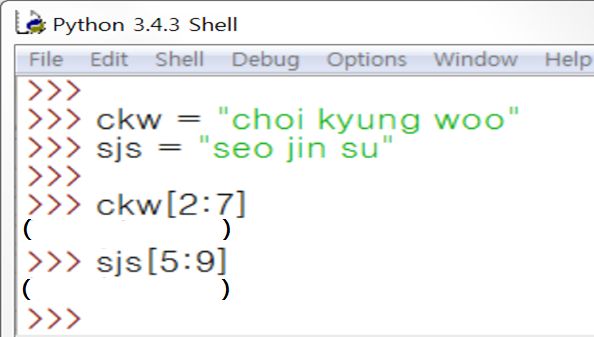 Python 3.4.3 Shell
File Edit Shell Debug Options Window Help
>>>
>>> ckw = "choi kyung woo"
>>> sjs = "seo jin su"
>>>
>>> ckw[2:7]
( )
>>> sjs[5:9]
( )
>>>